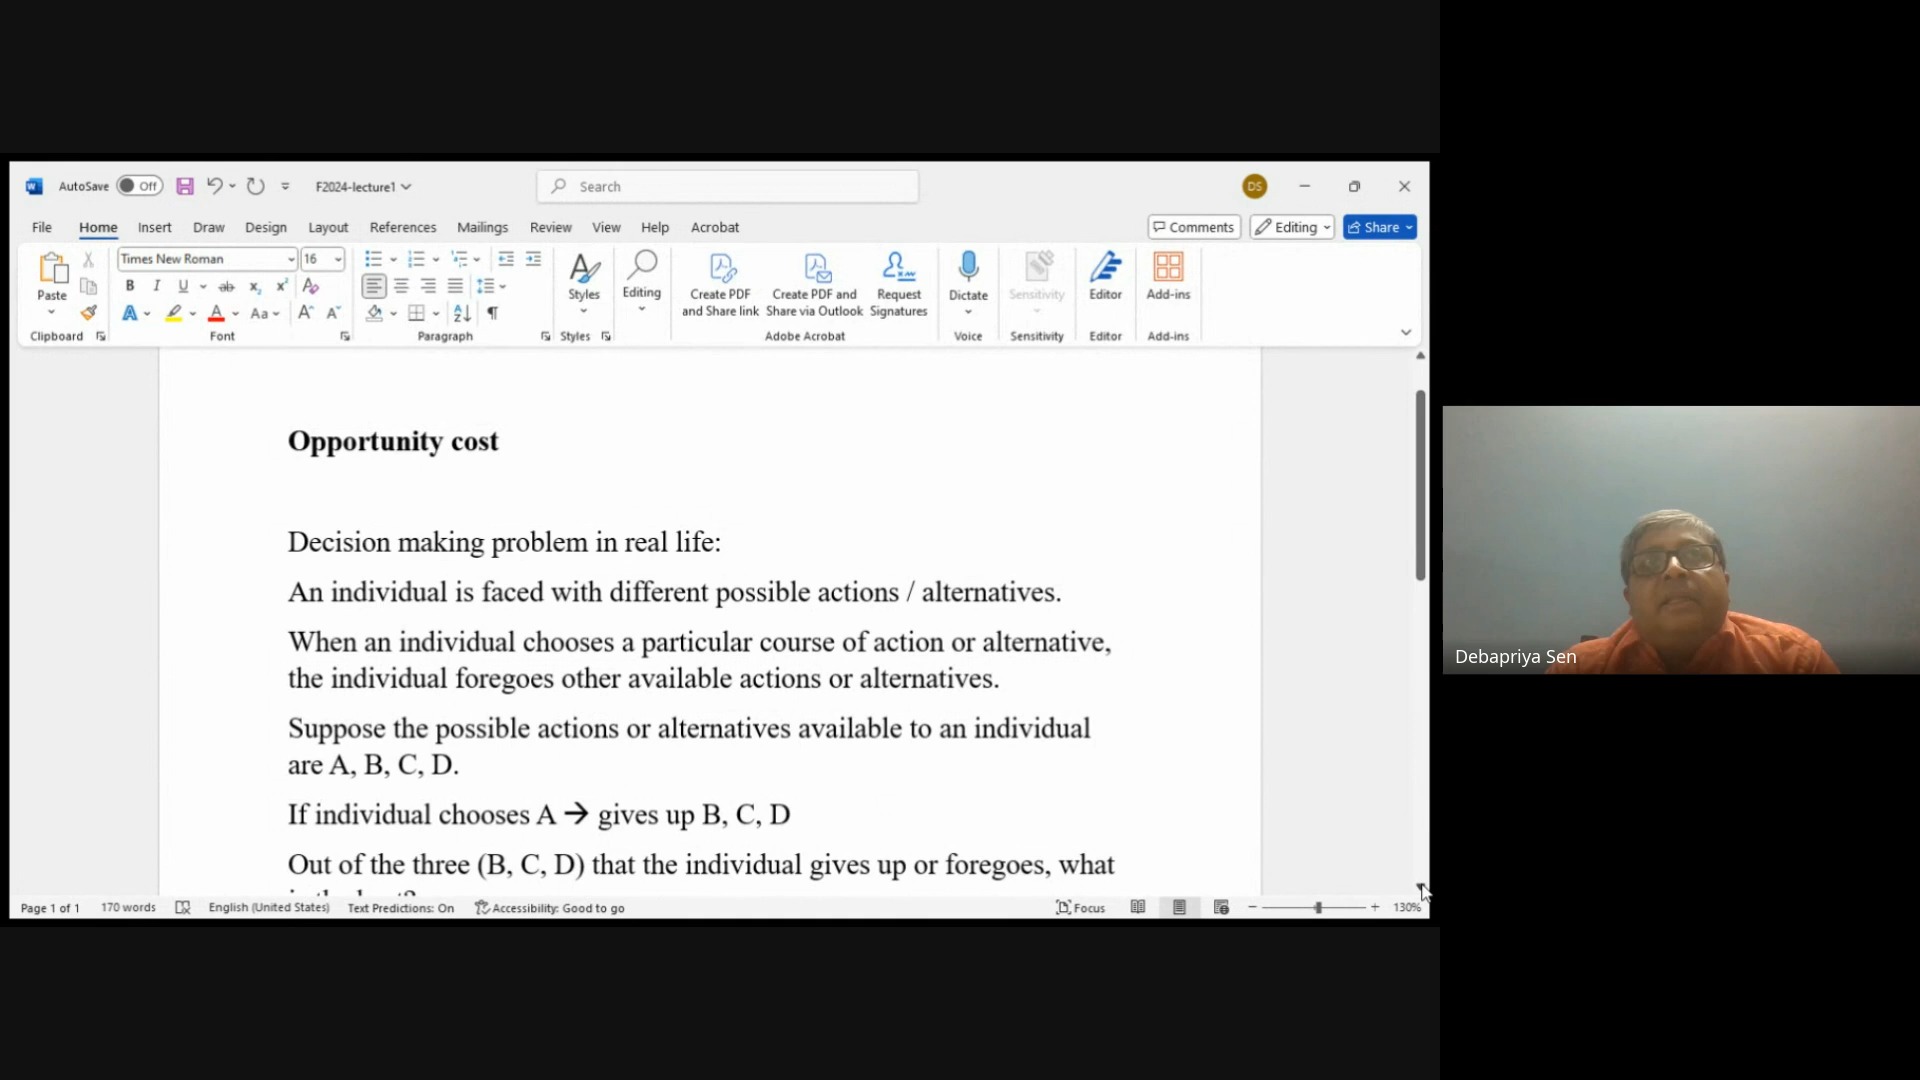 AutoSave Off F2024-lecture1 Search DS
File Home Insert Draw Design Layout References Mailings Review View Help Acrobat Comments Editing Share
Times New Roman 16
Paste
B I U ab x₂ x² A
A A Aa A A
Styles
Editing
Create PDF and Share link
Create PDF and Share via Outlook
Request Signatures
Dictate
Sensitivity
Editor
Add-ins
Clipboard Font Paragraph Styles Adobe Acrobat Voice Sensitivity Editor Add-ins
Opportunity cost
Decision making problem in real life:
An individual is faced with different possible actions / alternatives.
When an individual chooses a particular course of action or alternative,
the individual foregoes other available actions or alternatives.
Suppose the possible actions or alternatives available to an individual
are A, B, C, D.
If individual chooses A → gives up B, C, D
Out of the three (B, C, D) that the individual gives up or foregoes, what
Page 1 of 1 170 words English (United States) Text Predictions: On Accessibility: Good to go Focus 130%
Debapriya Sen